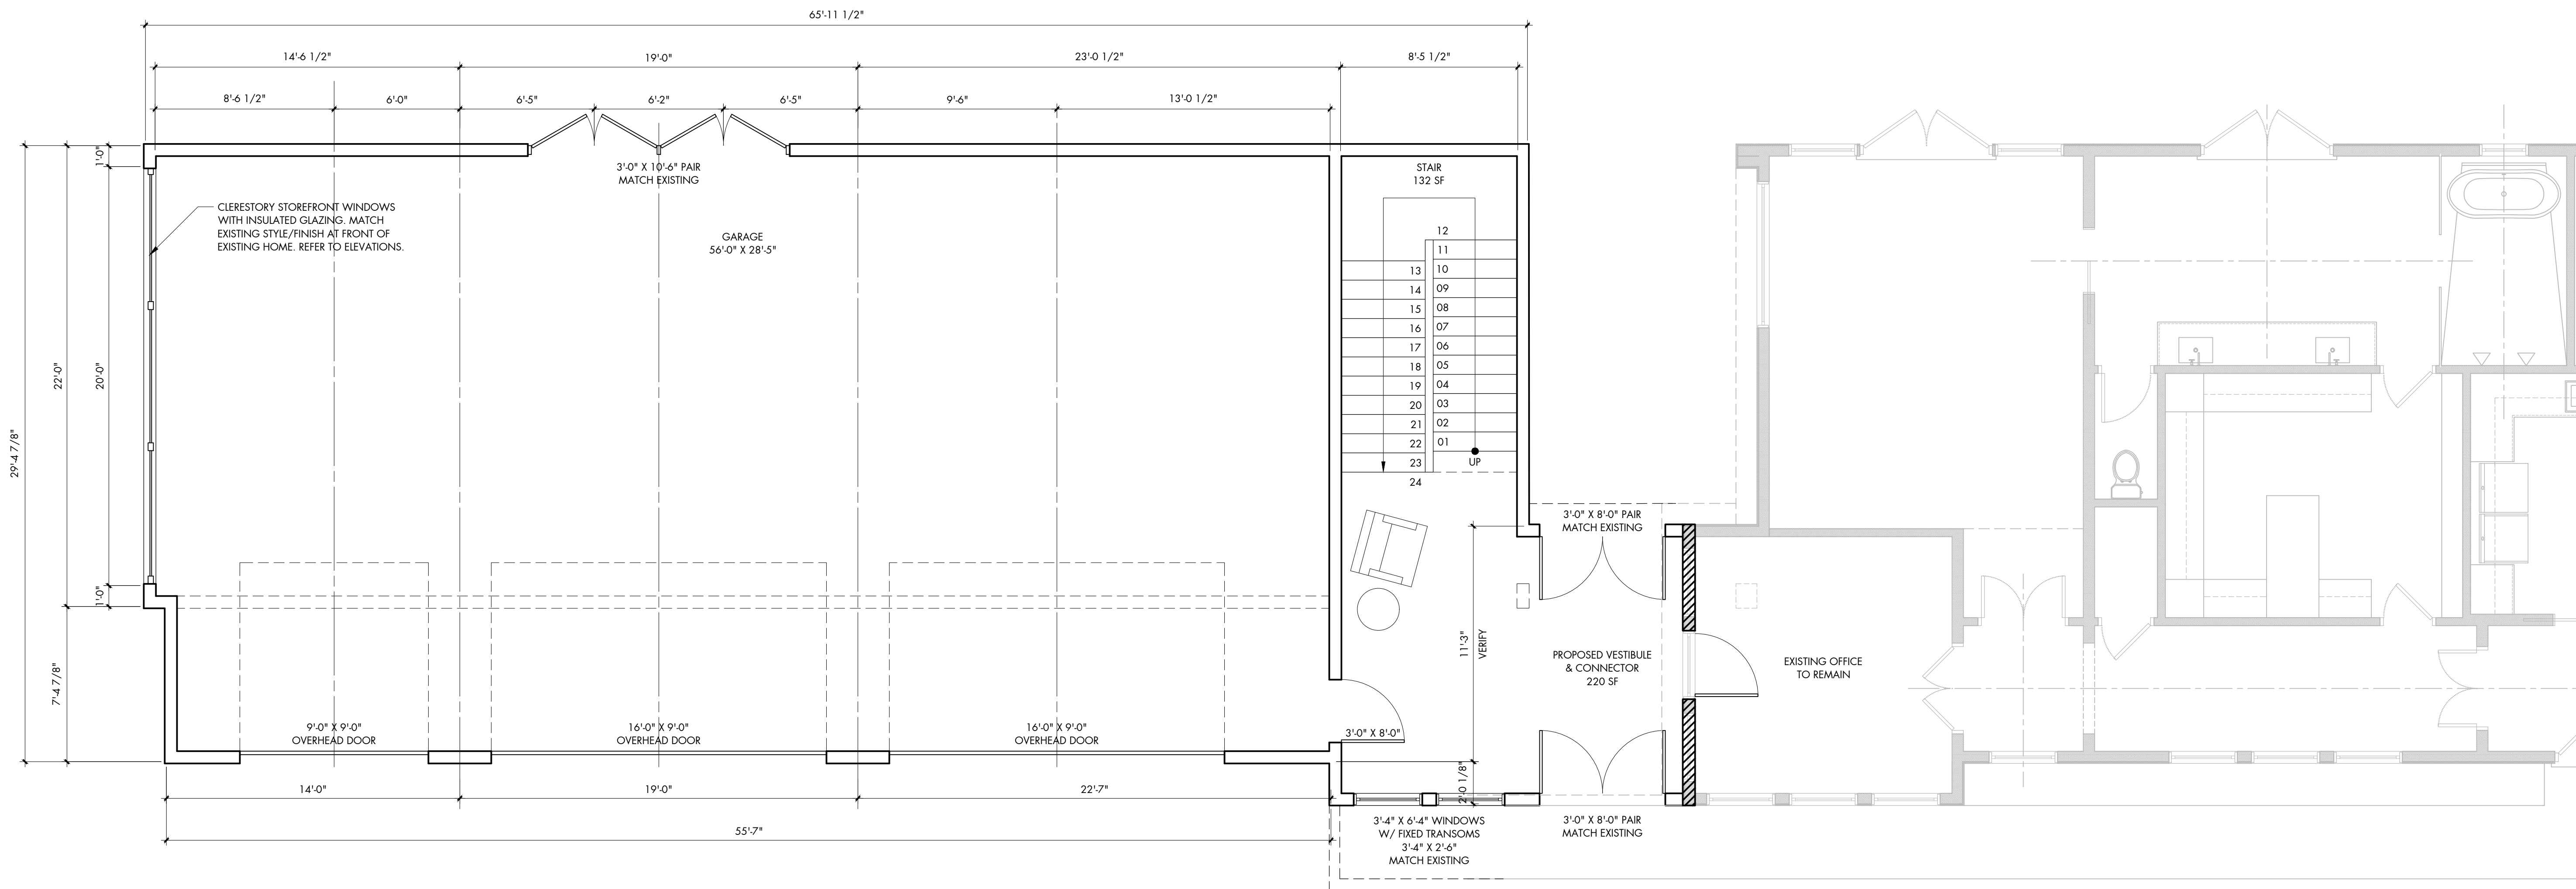 65'-11 1/2"
14'-6 1/2"
19'-0"
23'-0 1/2"
8'-5 1/2"
8'-6 1/2"
6'-0"
6'-5"
6'-2"
6'-5"
9'-6"
13'-0 1/2"
1'-0"
3'-0" X 10'-6" PAIR
MATCH EXISTING
STAIR
132 SF
CLERESTORY STOREFRONT WINDOWS
WITH INSULATED GLAZING. MATCH
EXISTING STYLE/FINISH AT FRONT OF
EXISTING HOME. REFER TO ELEVATIONS.
GARAGE
56'-0" X 28'-5"
12
11
10
09
08
07
06
05
04
03
02
01
UP
13
14
15
16
17
18
19
20
21
22
23
24
29'-4 7/8"
22'-0"
20'-0"
1'-0"
7'-4 7/8"
3'-0" X 8'-0" PAIR
MATCH EXISTING
11'-3"
VERIFY
PROPOSED VESTIBULE
& CONNECTOR
220 SF
EXISTING OFFICE
TO REMAIN
9'-0" X 9'-0"
OVERHEAD DOOR
16'-0" X 9'-0"
OVERHEAD DOOR
16'-0" X 9'-0"
OVERHEAD DOOR
3'-0" X 8'-0"
2'-0 1/8"
14'-0"
19'-0"
22'-7"
55'-7"
3'-4" X 6'-4" WINDOWS
W/ FIXED TRANSOMS
3'-4" X 2'-6"
MATCH EXISTING
3'-0" X 8'-0" PAIR
MATCH EXISTING